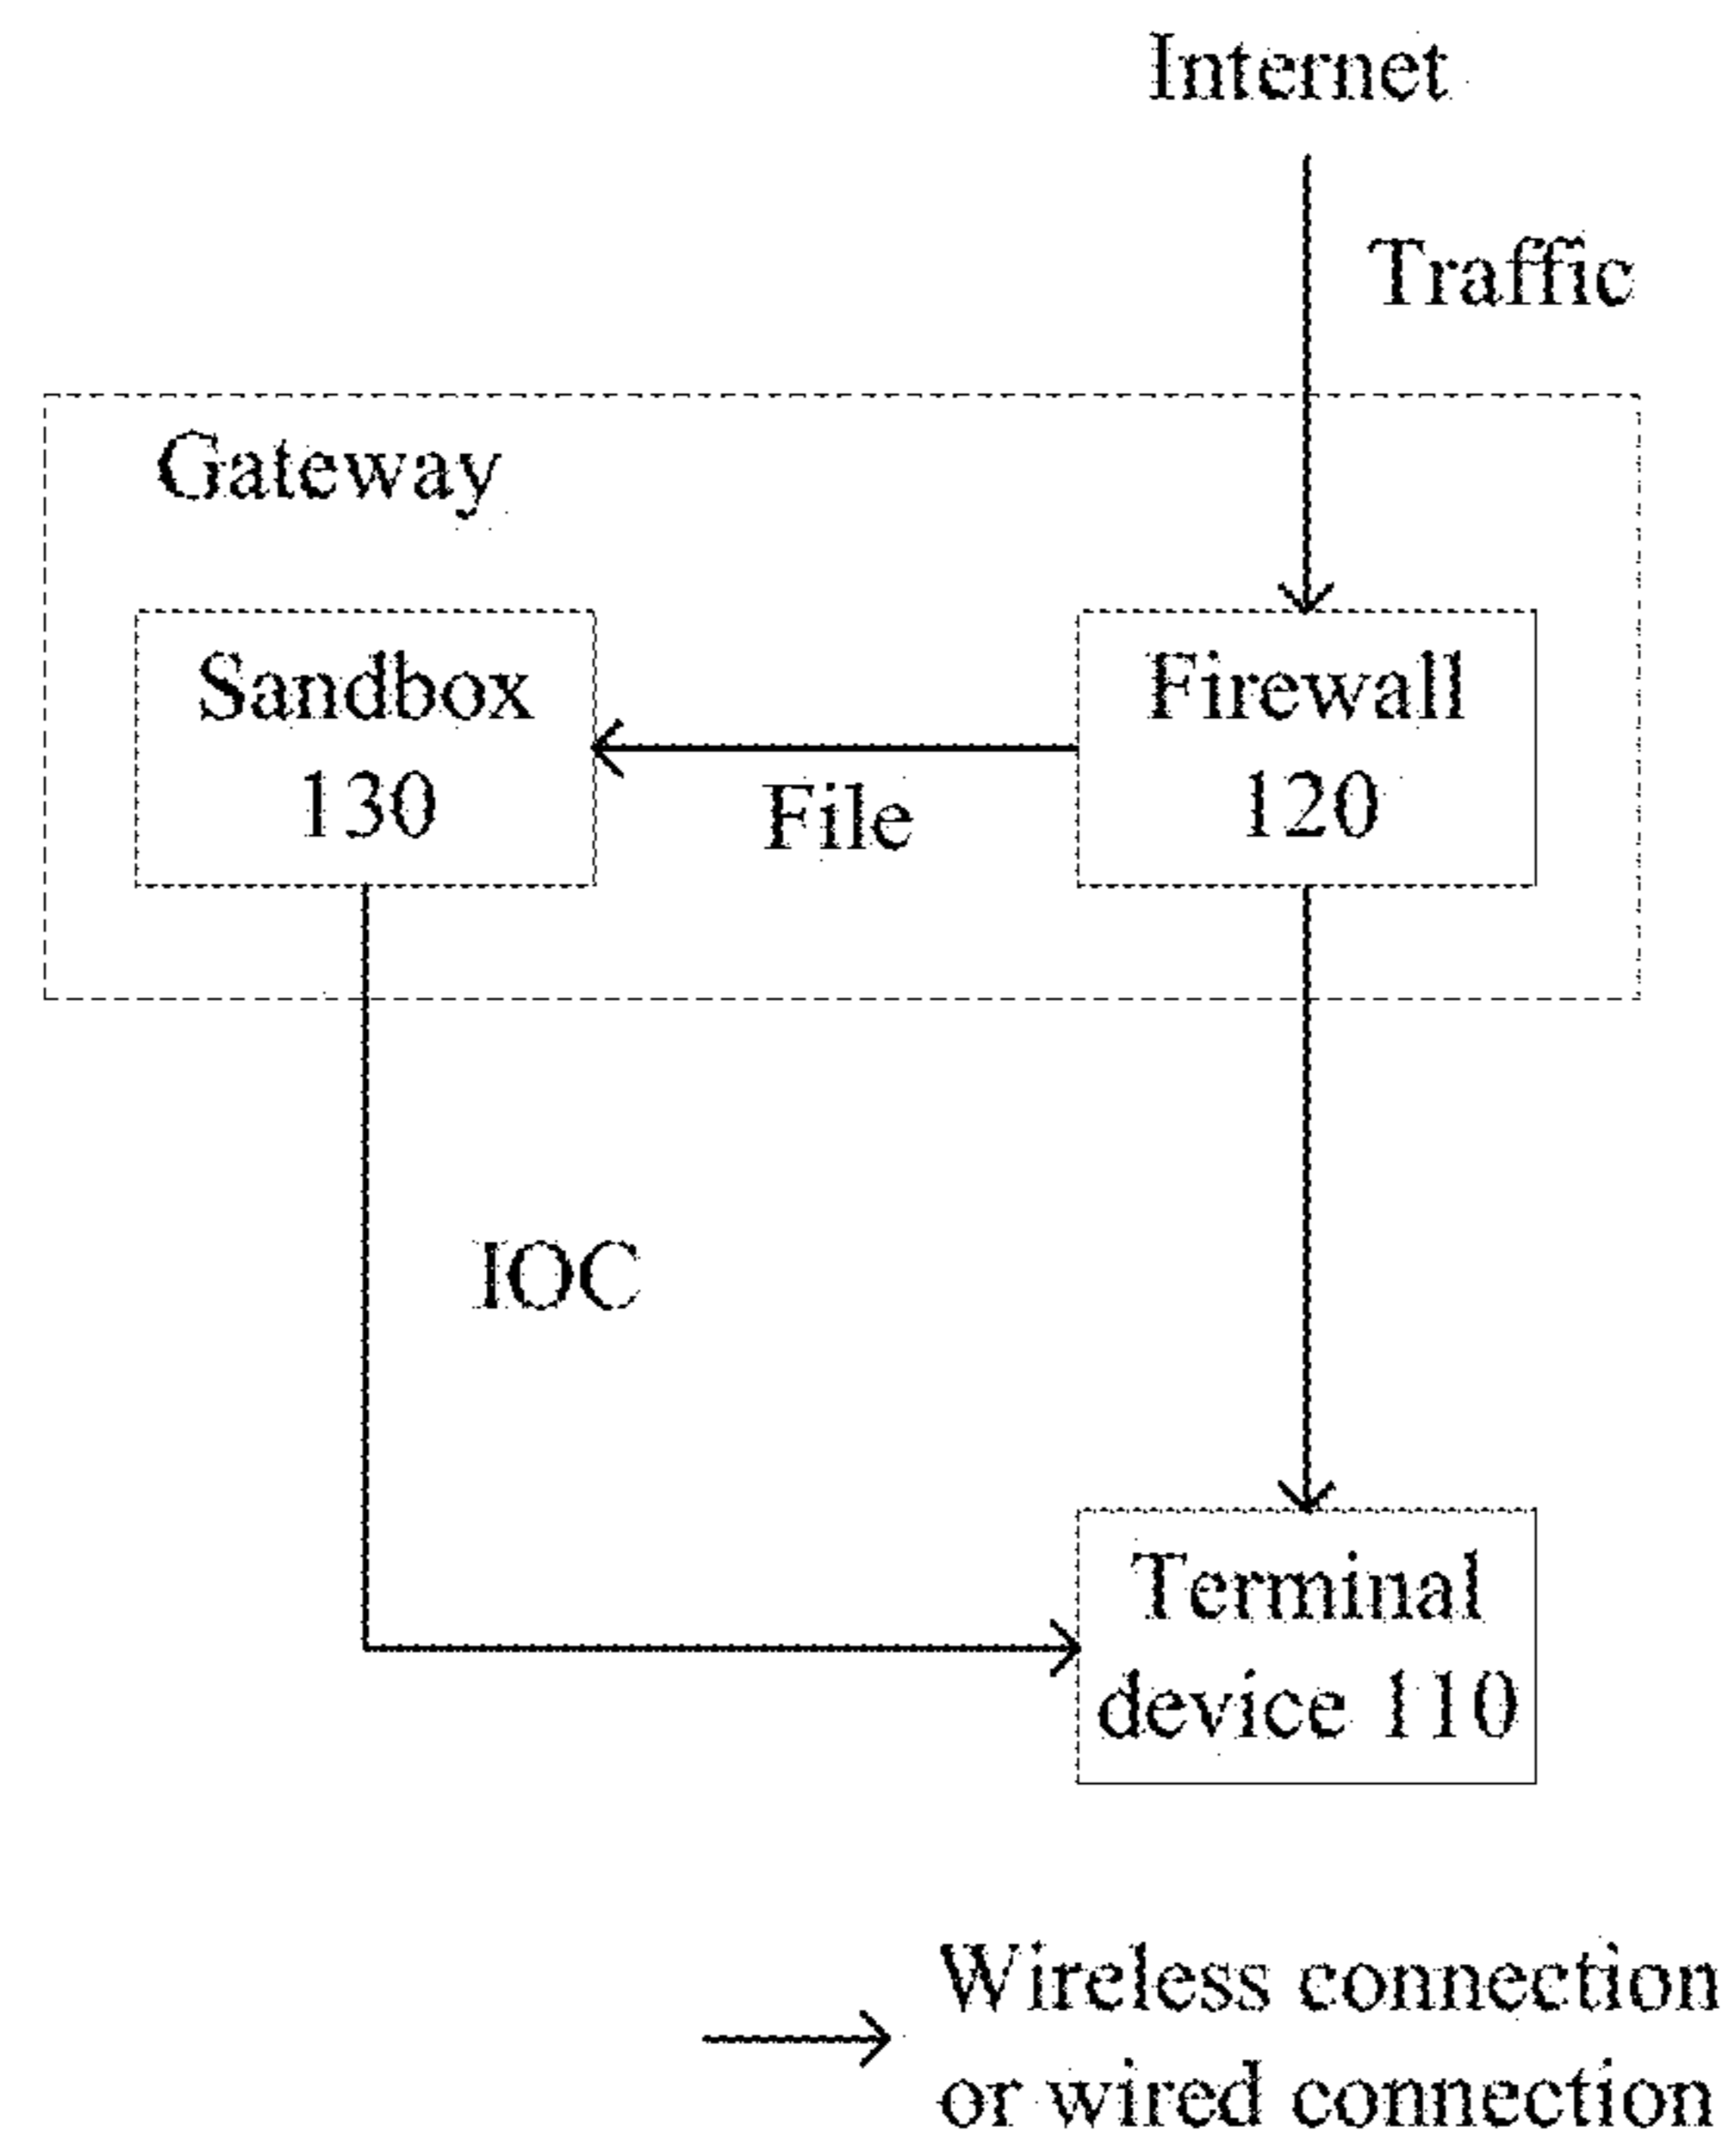 Internet
Traffic
Gateway
Sandbox
130
Firewall
120
File
IOC
Terminal
device 110
Wireless connection
or wired connection